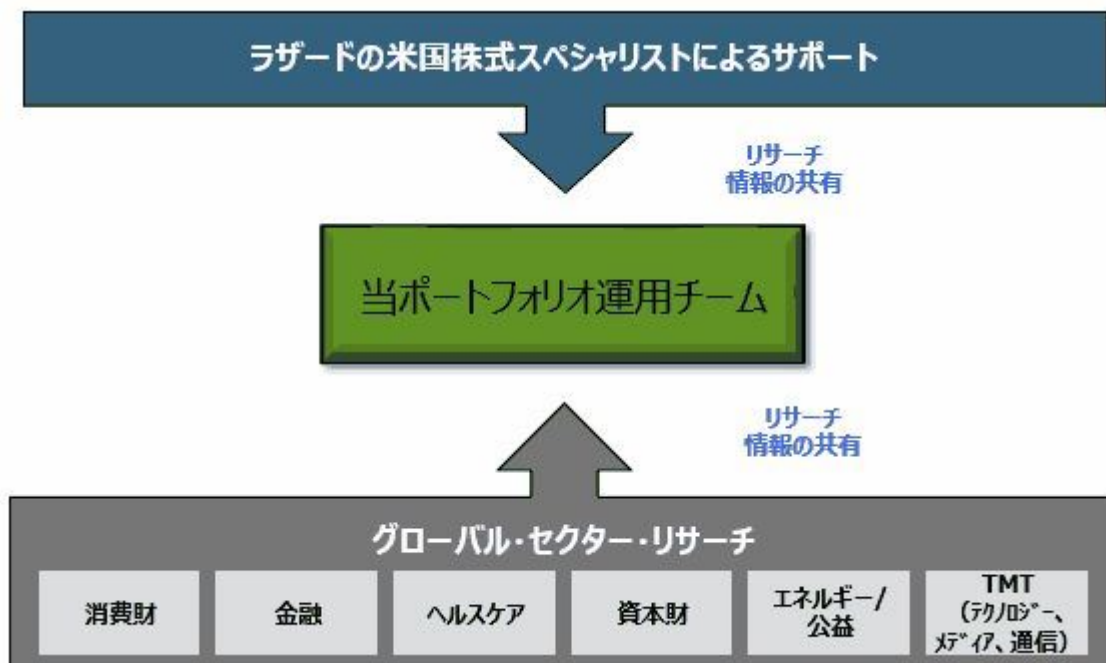 ラザードの米国株式スペシャリストによるサポート
リサーチ
情報の共有
当ポートフォリオ運用チーム
リサーチ
情報の共有
グローバル・セクター・リサーチ
消費財
金融
ヘルスケア
資本財
エネルギー/
公益
TMT
（ﾃｸﾉﾛｼﾞｰ、
ﾒﾃﾞｨｱ、通信）